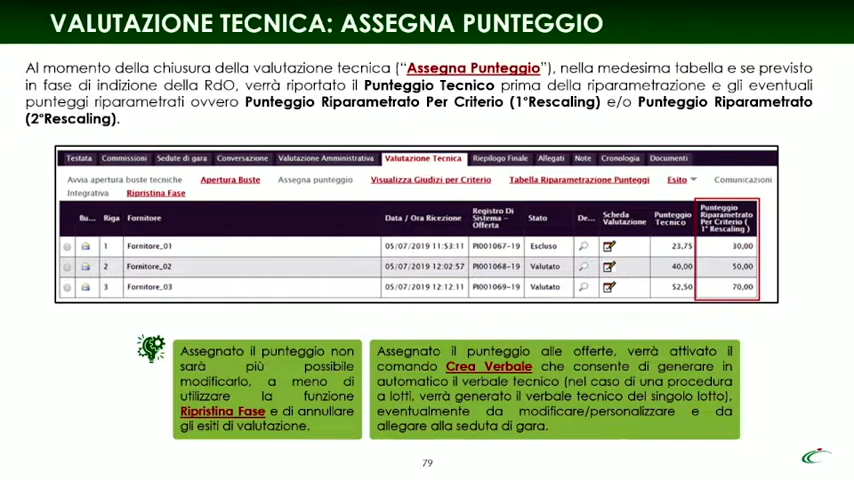 VALUTAZIONE TECNICA: ASSEGNA PUNTEGGIO
Al momento della chiusura della valutazione tecnica ("Assegna Punteggio"), nella medesima tabella e se previsto
in fase di indizione della RdO, verrà riportato il Punteggio Tecnico prima della riparametrazione e gli eventuali
punteggi riparametrati ovvero Punteggio Riparametrato Per Criterio (1°Rescaling) e/o Punteggio Riparametrato
(2°Rescaling).
Testata Commissioni Sedute di gara Conversazione Valutazione Amministrativa Valutazione Tecnica Riepilogo Finale Allegati Note Cronologia Documenti
Avvia apertura buste tecniche Apertura Buste Assegna punteggio Visualizza Giudizi per Criterio Tabella Riparametrazione Punteggi Esito Comunicazioni
Integrativa Ripristina Fase
Bu... Riga Fornitore Data / Ora Ricezione Registro Di Sistema - Offerta Stato De... Scheda Valutazione Punteggio Tecnico Punteggio Riparametrato Per Criterio ( 1° Rescaling )
1 Fornitore_01 05/07/2019 11:53:11 PI001067-19 Escluso 23,75 30,00
2 Fornitore_02 05/07/2019 12:02:57 PI001068-19 Valutato 40,00 50,00
3 Fornitore_03 05/07/2019 12:12:11 PI001069-19 Valutato 52,50 70,00
Assegnato il punteggio non
sarà più possibile
modificarlo, a meno di
utilizzare la funzione
Ripristina Fase e di annullare
gli esiti di valutazione.
Assegnato il punteggio alle offerte, verrà attivato il
comando Crea Verbale che consente di generare in
automatico il verbale tecnico (nel caso di una procedura
a lotti, verrà generato il verbale tecnico del singolo lotto),
eventualmente da modificare/personalizzare e da
allegare alla seduta di gara.
79